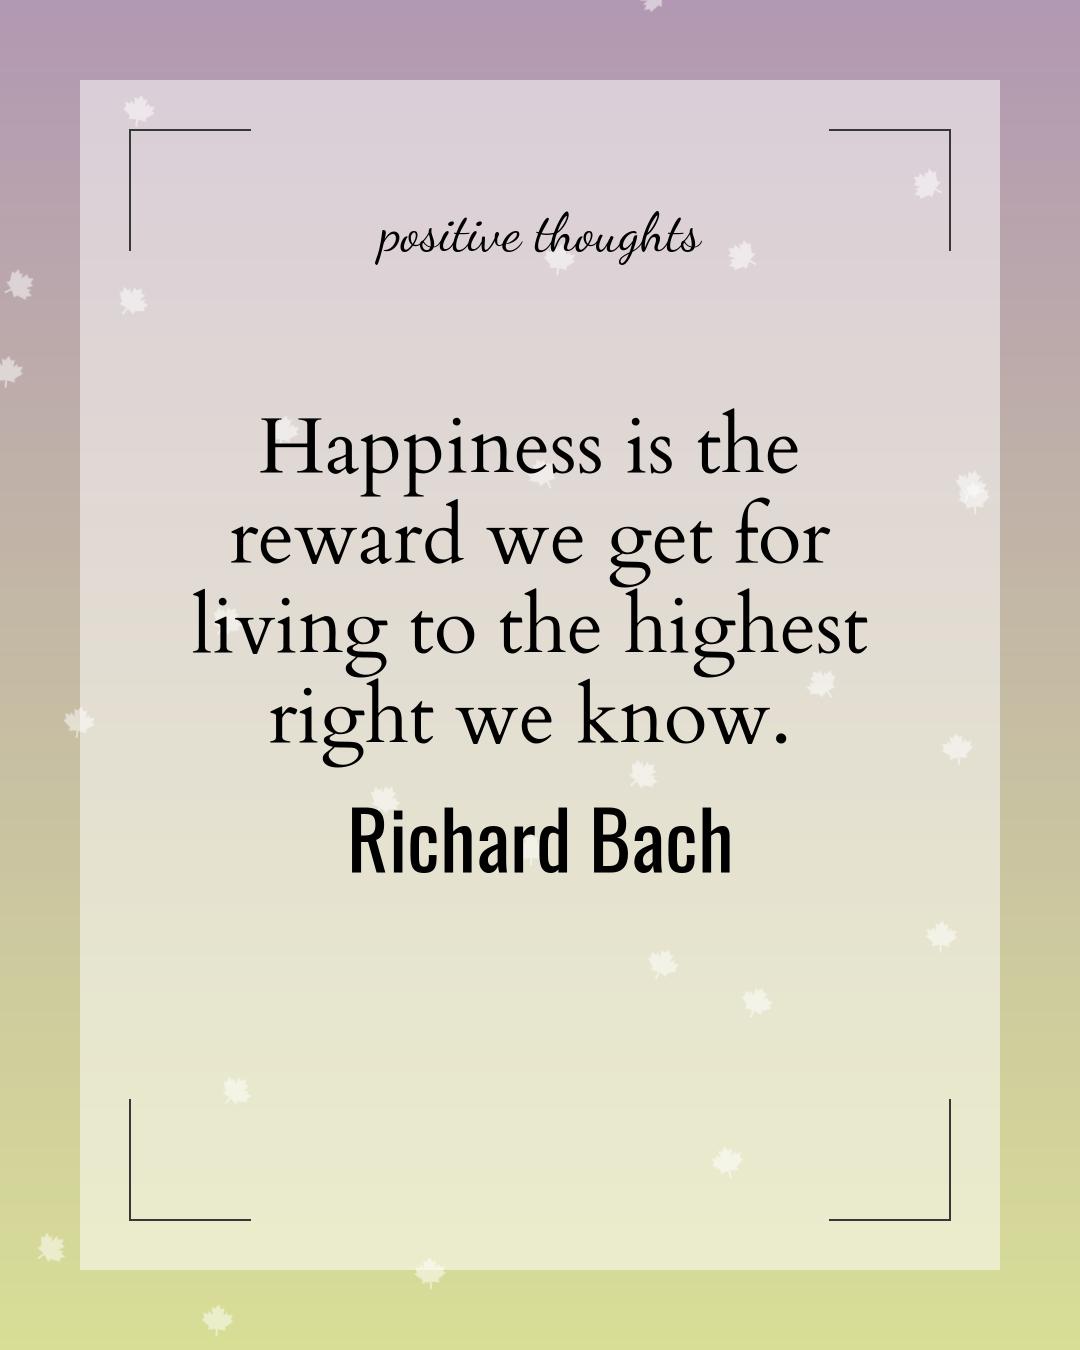 positive thoughts
Happiness is the
reward we get for
living to the highest
right we know.
Richard Bach